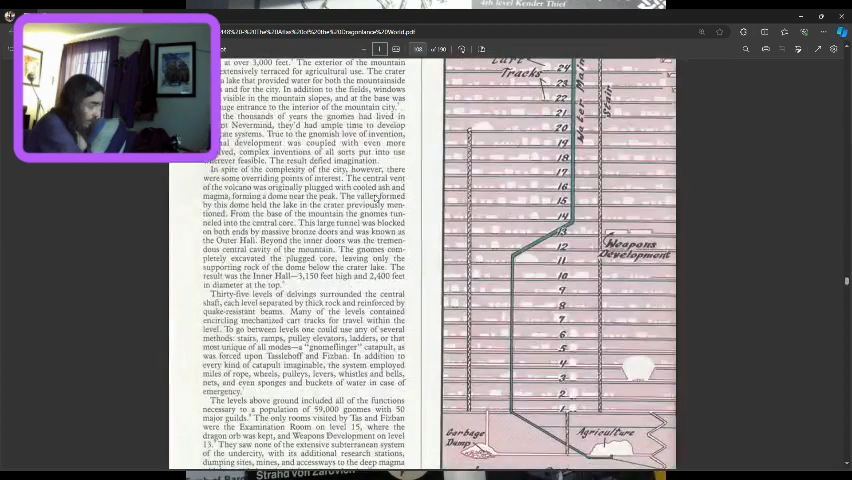 4th level Kender Thief
448 - The Atlas of the Dragonlance World.pdf
1
108 of 190
at over 3,000 feet. The exterior of the mountain
extensively terraced for agricultural use. The crater
lake that provided water for both the mountainside
and for the city. In addition to the fields, windows
visible in the mountain slopes, and at the base was
huge entrance to the interior of the mountain city.
the thousands of years the gnomes had lived in
Nevermind, they'd had ample time to develop
systems. True to the gnomish love of invention,
development was coupled with even more
complex inventions of all sorts put into use
wherever feasible. The result defied imagination.
In spite of the complexity of the city, however, there
were some overriding points of interest. The central vent
of the volcano was originally plugged with cooled ash and
magma, forming a dome near the peak. The valley formed
by this dome held the lake in the crater previously men-
tioned. From the base of the mountain the gnomes tun-
neled into the central core. This large tunnel was blocked
on both ends by massive bronze doors and was known as
the Outer Hall. Beyond the inner doors was the tremen-
dous central cavity of the mountain. The gnomes com-
pletely excavated the plugged core, leaving only the
supporting rock of the dome below the crater lake. The
result was the Inner Hall—3,150 feet high and 2,400 feet
in diameter at the top.
Thirty-five levels of delvings surrounded the central
shaft, each level separated by thick rock and reinforced by
quake-resistant beams. Many of the levels contained
encircling mechanized cart tracks for travel within the
level. To go between levels one could use any of several
methods: stairs, ramps, pulley elevators, ladders, or that
most unique of all modes—a "gnomeflinger" catapult, as
was forced upon Tasslehoff and Fizban. In addition to
every kind of catapult imaginable, the system employed
miles of rope, wheels, pulleys, levers, whistles and bells,
nets, and even sponges and buckets of water in case of
emergency.
The levels above ground included all of the functions
necessary to a population of 59,000 gnomes with 50
major guilds. The only rooms visited by Tas and Fizban
were the Examination Room on level 15, where the
dragon orb was kept, and Weapons Development on level
13. They saw none of the extensive subterranean system
of the undercity, with its additional research stations,
dumping sites, mines, and accessways to the deep magma
Cart
Tracks
Water Main
Stair
24
23
22
21
20
19
18
17
16
15
14
13
12
11
10
9
8
7
6
5
4
3
2
1
Weapons
Development
Garbage
Dump
Agriculture
Strahd von Zarovich